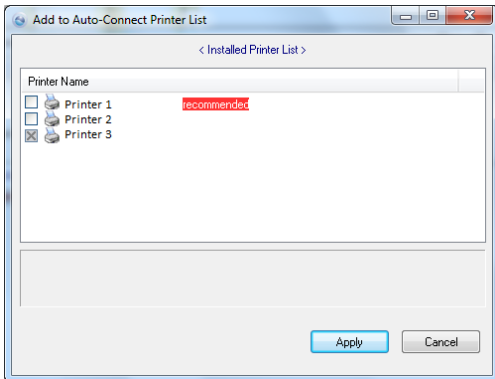 Add to Auto-Connect Printer List
< Installed Printer List >
Printer Name
Printer 1 recommended
Printer 2
Printer 3
Apply Cancel